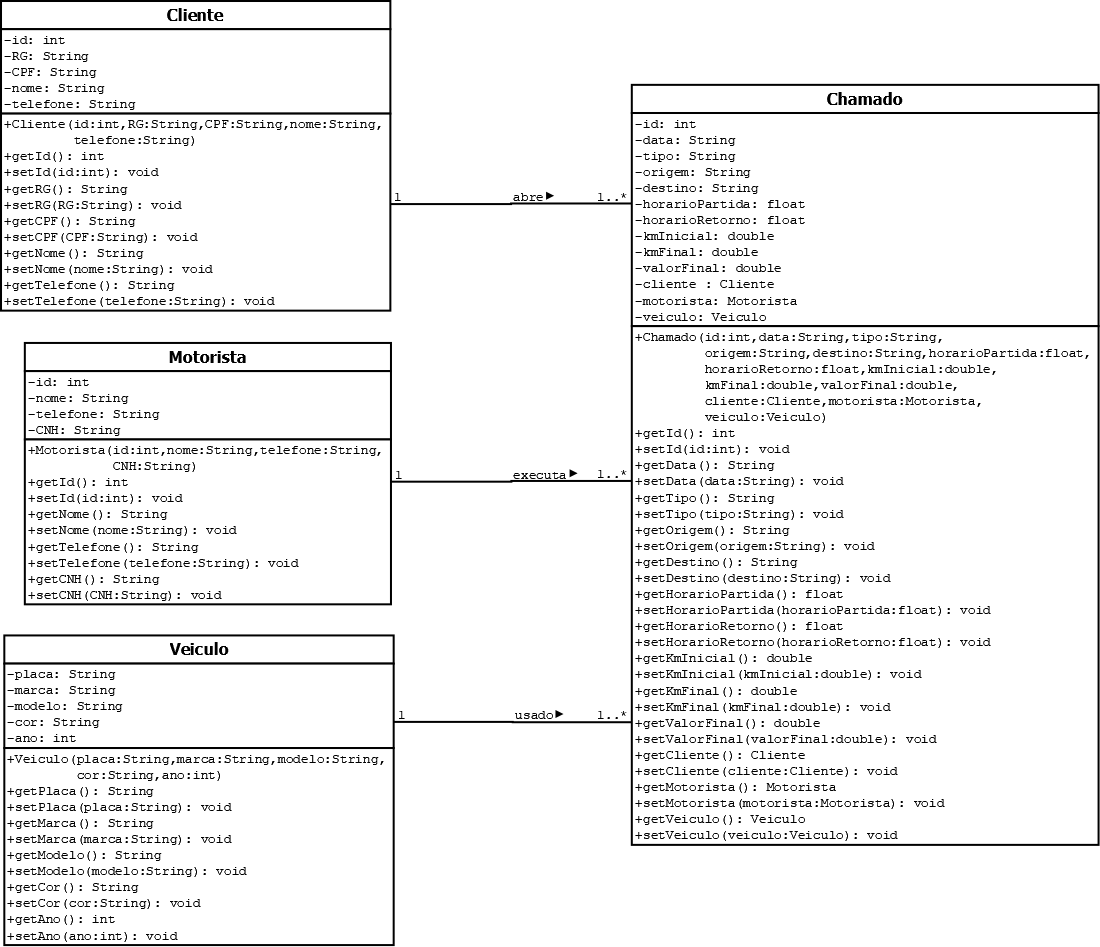 Cliente
-id: int
-RG: String
-CPF: String
-nome: String
-telefone: String
+Cliente(id:int,RG:String,CPF:String,nome:String,
telefone:String)
+getId(): int
+setId(id:int): void
+getRG(): String
+setRG(RG:String): void
+getCPF(): String
+setCPF(CPF:String): void
+getNome(): String
+setNome(nome:String): void
+getTelefone(): String
+setTelefone(telefone:String): void
1 abre 1..*
Motorista
-id: int
-nome: String
-telefone: String
-CNH: String
+Motorista(id:int,nome:String,telefone:String,
CNH:String)
+getId(): int
+setId(id:int): void
+getNome(): String
+setNome(nome:String): void
+getTelefone(): String
+setTelefone(telefone:String): void
+getCNH(): String
+setCNH(CNH:String): void
1 executa 1..*
Veiculo
-placa: String
-marca: String
-modelo: String
-cor: String
-ano: int
+Veiculo(placa:String,marca:String,modelo:String,
cor:String,ano:int)
+getPlaca(): String
+setPlaca(placa:String): void
+getMarca(): String
+setMarca(marca:String): void
+getModelo(): String
+setModelo(modelo:String): void
+getCor(): String
+setCor(cor:String): void
+getAno(): int
+setAno(ano:int): void
1 usado 1..*
Chamado
-id: int
-data: String
-tipo: String
-origem: String
-destino: String
-horarioPartida: float
-horarioRetorno: float
-kmInicial: double
-kmFinal: double
-valorFinal: double
-cliente : Cliente
-motorista: Motorista
-veiculo: Veiculo
+Chamado(id:int,data:String,tipo:String,
origem:String,destino:String,horarioPartida:float,
horarioRetorno:float,kmInicial:double,
kmFinal:double,valorFinal:double,
cliente:Cliente,motorista:Motorista,
veiculo:Veiculo)
+getId(): int
+setId(id:int): void
+getData(): String
+setData(data:String): void
+getTipo(): String
+setTipo(tipo:String): void
+getOrigem(): String
+setOrigem(origem:String): void
+getDestino(): String
+setDestino(destino:String): void
+getHorarioPartida(): float
+setHorarioPartida(horarioPartida:float): void
+getHorarioRetorno(): float
+setHorarioRetorno(horarioRetorno:float): void
+getKmInicial(): double
+setKmInicial(kmInicial:double): void
+getKmFinal(): double
+setKmFinal(kmFinal:double): void
+getValorFinal(): double
+setValorFinal(valorFinal:double): void
+getCliente(): Cliente
+setCliente(cliente:Cliente): void
+getMotorista(): Motorista
+setMotorista(motorista:Motorista): void
+getVeiculo(): Veiculo
+setVeiculo(veiculo:Veiculo): void